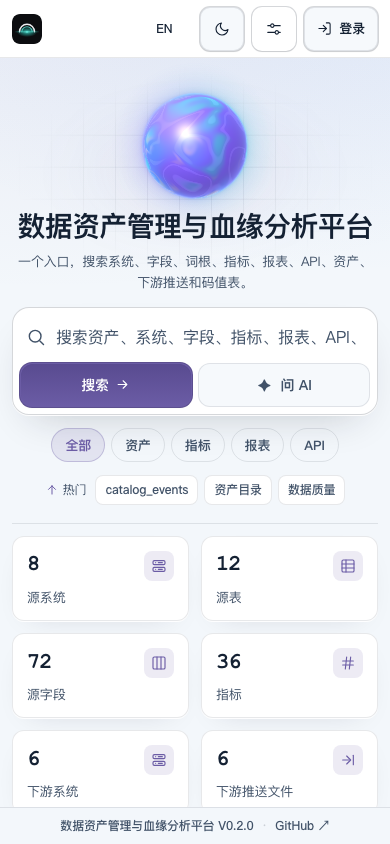 EN
登录
数据资产管理与血缘分析平台
一个入口，搜索系统、字段、词根、指标、报表、API、资产、
下游推送和码值表。
搜索资产、系统、字段、指标、报表、API、
搜索 →
问 AI
全部
资产
指标
报表
API
↑ 热门
catalog_events
资产目录
数据质量
8
源系统
12
源表
72
源字段
36
指标
6
下游系统
6
下游推送文件
数据资产管理与血缘分析平台 V0.2.0 · GitHub ↗